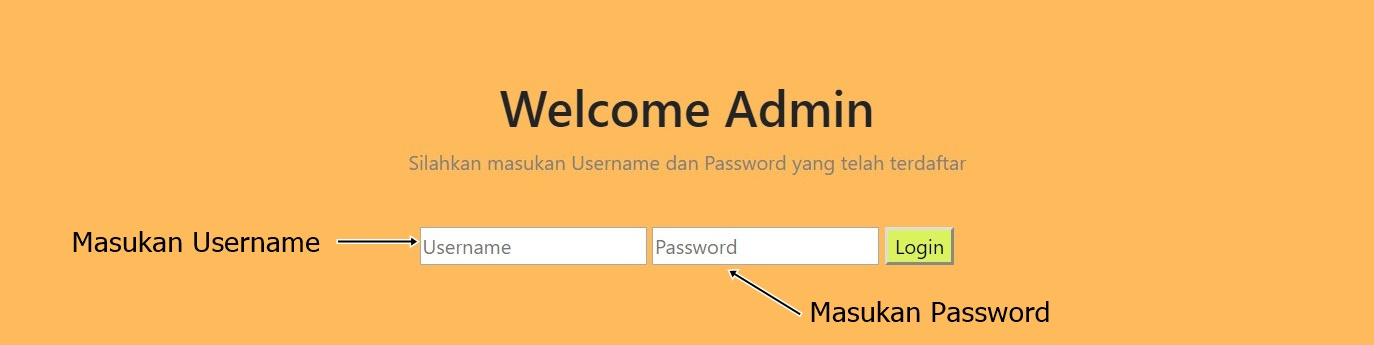 Welcome Admin
Silahkan masukan Username dan Password yang telah terdaftar
Masukan Username
Username
Password
Login
Masukan Password